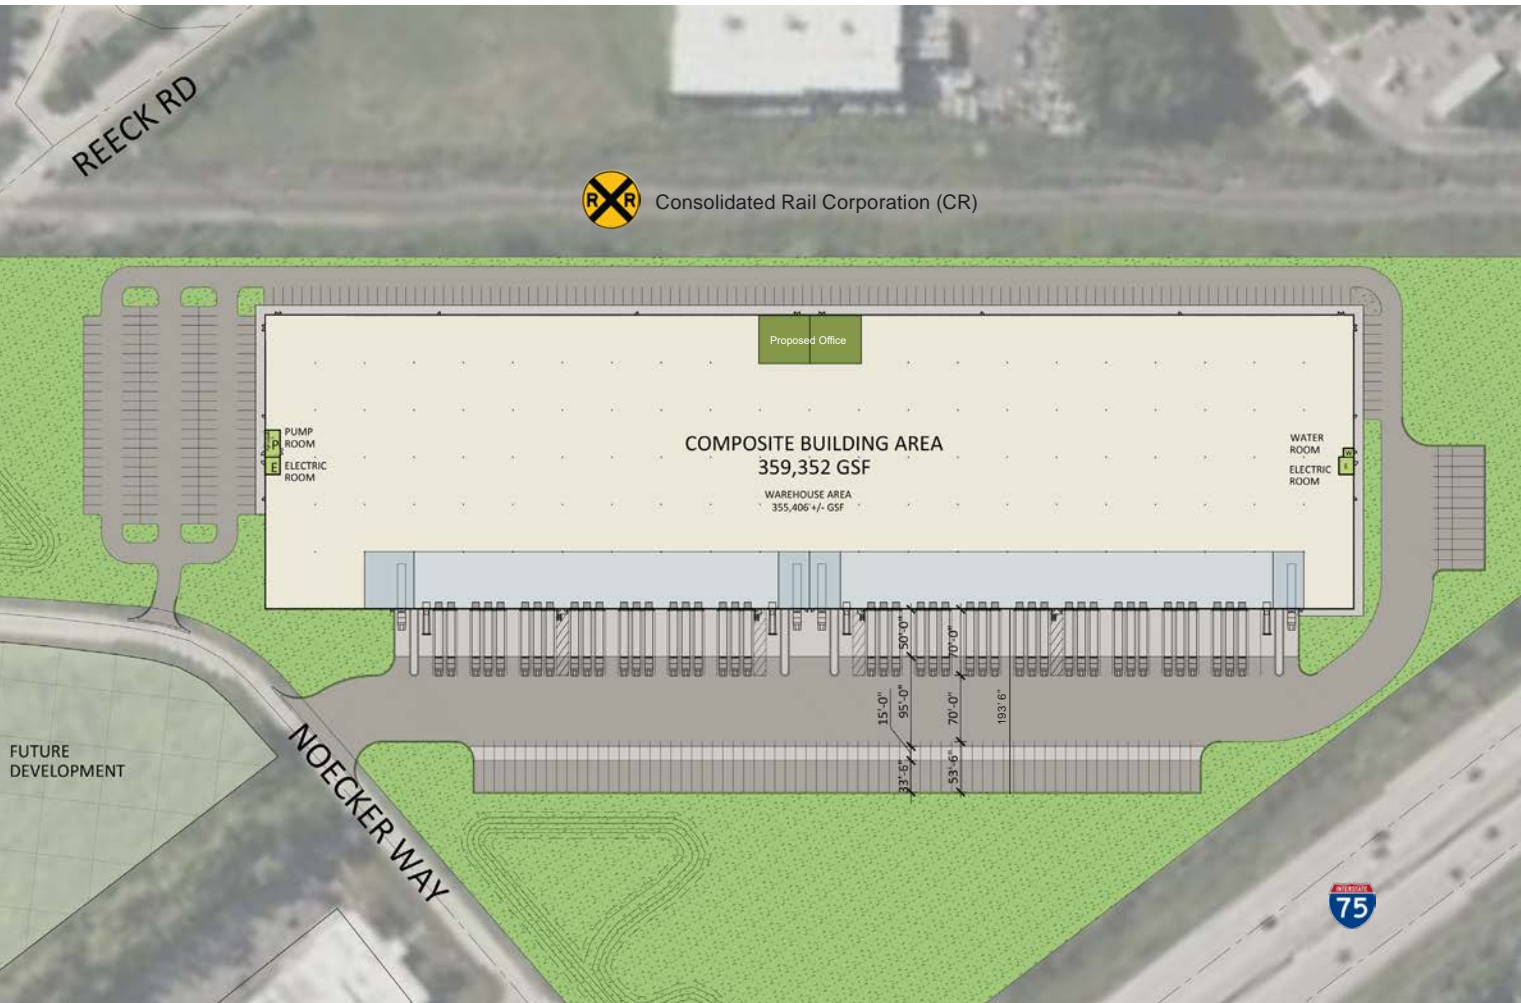 REECK RD
R R
Consolidated Rail Corporation (CR)
Proposed Office
PUMP
ROOM
P
E
ELECTRIC
ROOM
COMPOSITE BUILDING AREA
359,352 GSF
WAREHOUSE AREA
355,406 +/- GSF
WATER
ROOM
W
ELECTRIC
ROOM
E
50'-0"
70'-0"
15'-0"
95'-0"
70'-0"
193' 6"
33'-6"
53'-6"
FUTURE
DEVELOPMENT
NOECKER WAY
INTERSTATE
75